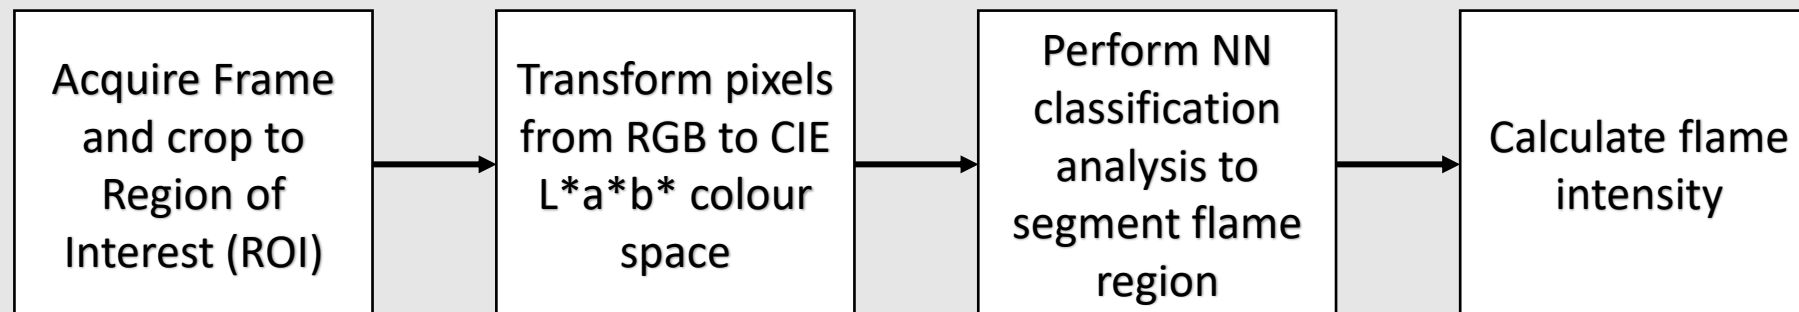 Acquire Frame
and crop to
Region of
Interest (ROI)
Transform pixels
from RGB to CIE
L*a*b* colour
space
Perform NN
classification
analysis to
segment flame
region
Calculate flame
intensity